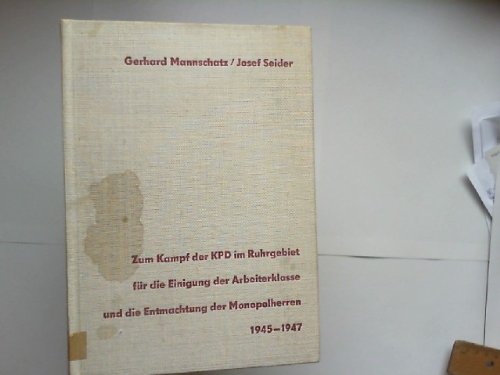 Gerhard Mannschatz / Josef Seider
Zum Kampf der KPD im Ruhrgebiet
für die Einigung der Arbeiterklasse
und die Entmachtung der Monopolherren
1945–1947